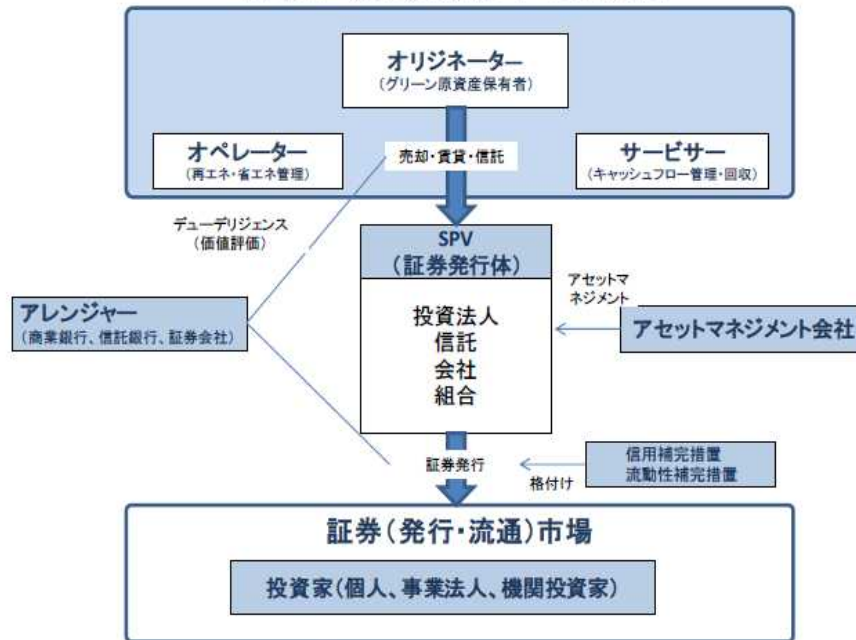 オリジネーター
(グリーン原資産保有者)
オペレーター
(再エネ・省エネ管理)
売却・賃貸・信託
サービサー
(キャッシュフロー管理・回収)
デューデリジェンス
(価値評価)
SPV
(証券発行体)
アセットマ
ネジメント
アレンジャー
(商業銀行、信託銀行、証券会社)
投資法人
信託
会社
組合
アセットマネジメント会社
証券発行
格付け
信用補完措置
流動性補完措置
証券(発行・流通)市場
投資家(個人、事業法人、機関投資家)